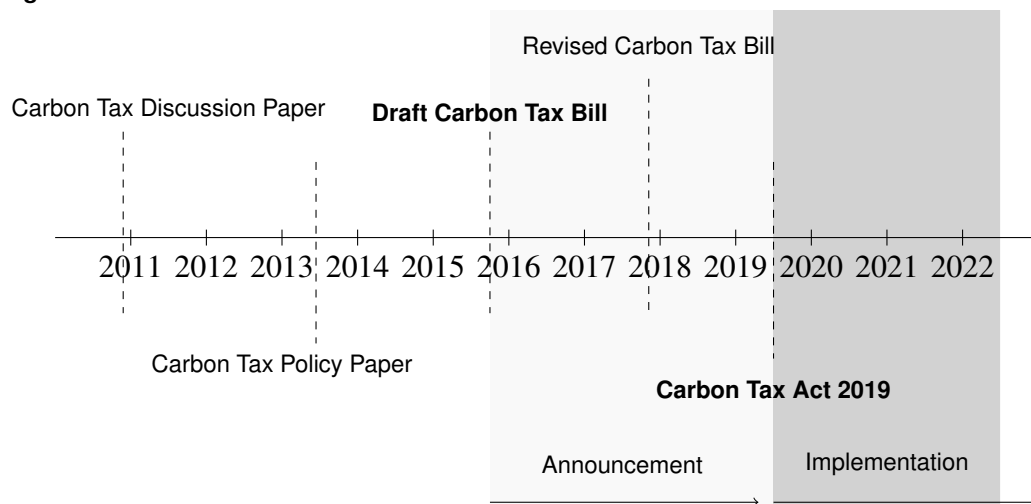 Revised Carbon Tax Bill
Carbon Tax Discussion Paper
Draft Carbon Tax Bill
2011 2012 2013 2014 2015 2016 2017 2018 2019 2020 2021 2022
Carbon Tax Policy Paper
Carbon Tax Act 2019
Announcement
Implementation